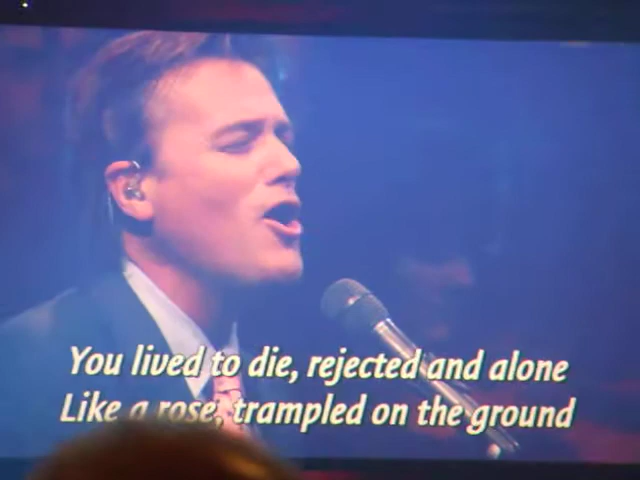 You lived to die, rejected and alone
Like a rose, trampled on the ground